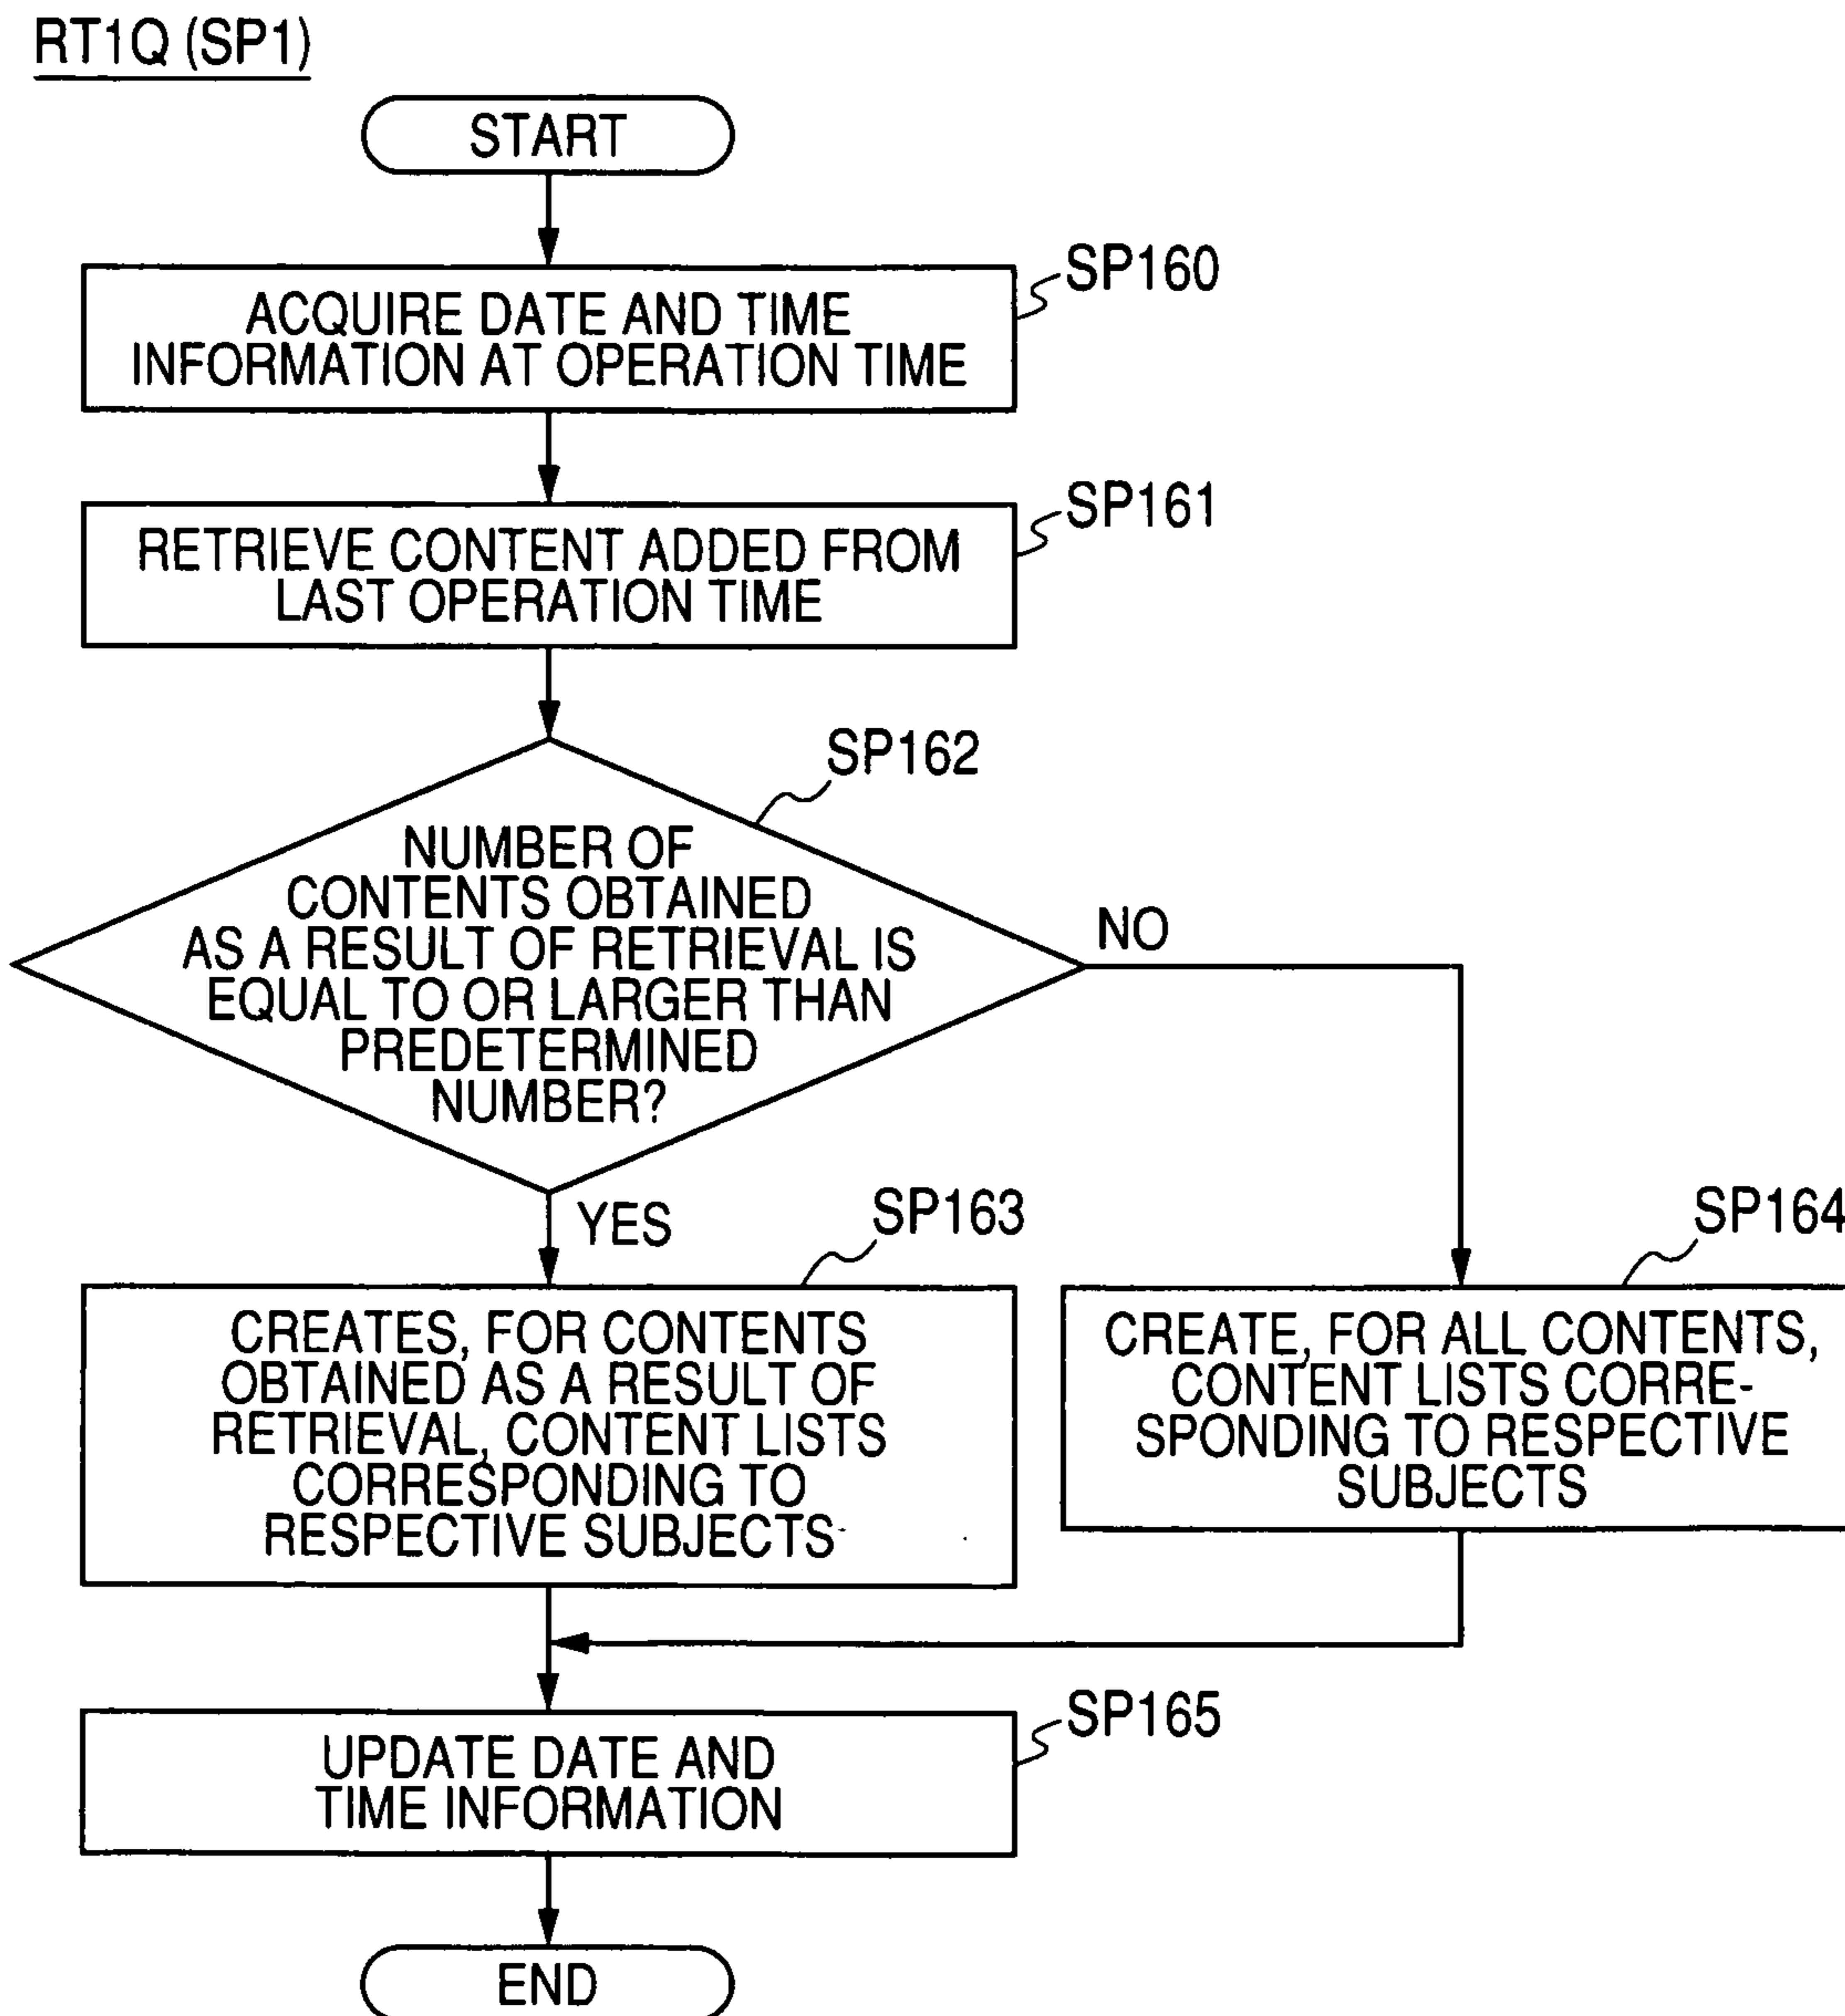 RT1Q (SP1)
START
SP160
ACQUIRE DATE AND TIME
INFORMATION AT OPERATION TIME
SP161
RETRIEVE CONTENT ADDED FROM
LAST OPERATION TIME
SP162
NUMBER OF
CONTENTS OBTAINED
AS A RESULT OF RETRIEVAL IS
EQUAL TO OR LARGER THAN
PREDETERMINED
NUMBER?
NO
YES
SP163
CREATES, FOR CONTENTS
OBTAINED AS A RESULT OF
RETRIEVAL, CONTENT LISTS
CORRESPONDING TO
RESPECTIVE SUBJECTS
SP164
CREATE, FOR ALL CONTENTS,
CONTENT LISTS CORRE-
SPONDING TO RESPECTIVE
SUBJECTS
SP165
UPDATE DATE AND
TIME INFORMATION
END